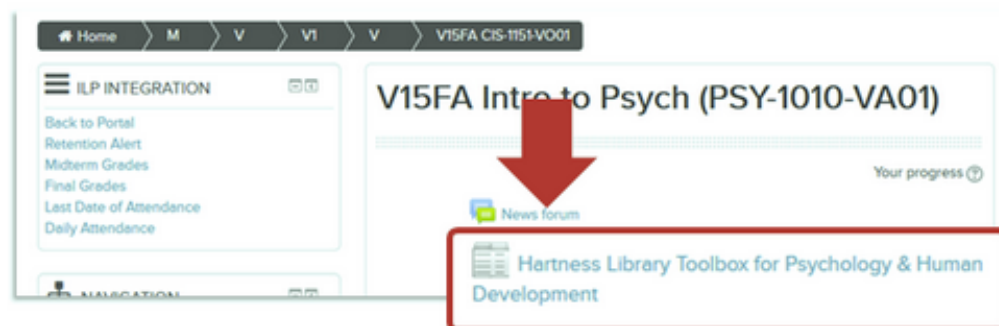 Home M V V1 V V15FA CIS-1151-VO01
ILP INTEGRATION
Back to Portal
Retention Alert
Midterm Grades
Final Grades
Last Date of Attendance
Daily Attendance
NAVIGATION
V15FA Intro to Psych (PSY-1010-VA01)
Your progress
News forum
Hartness Library Toolbox for Psychology & Human
Development